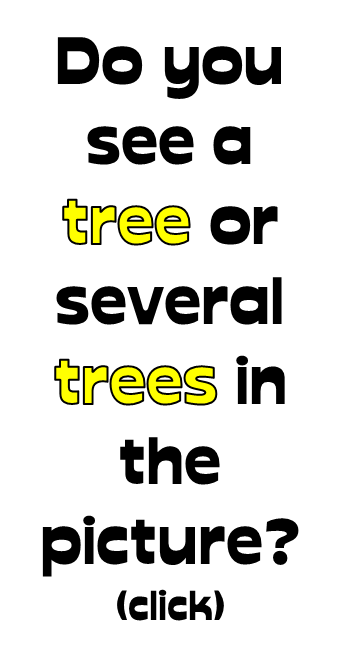 Do you
see a
tree or
several
trees in
the
picture?
(click)